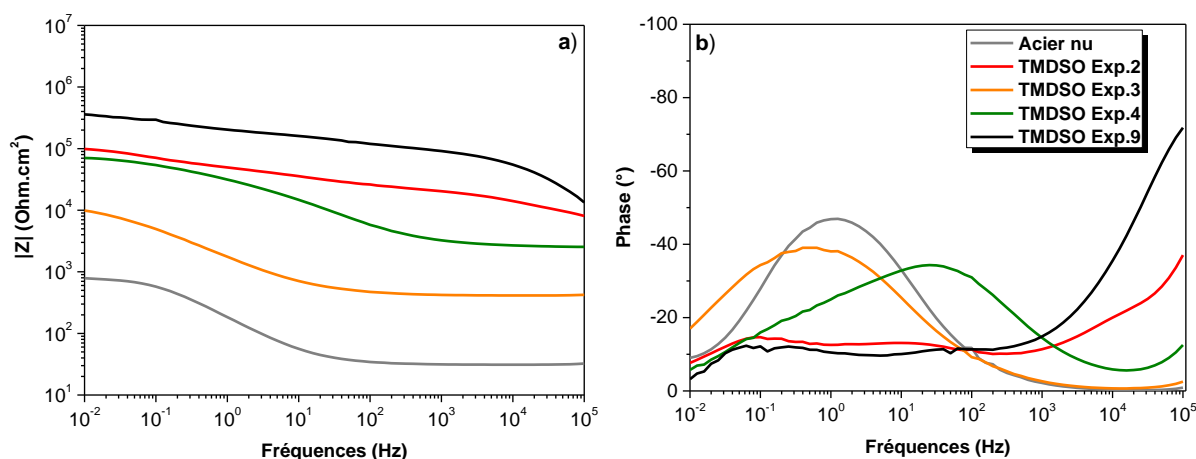 a)
10^7
10^6
10^5
10^4
10^3
10^2
10^1
|Z| (Ohm.cm²)
10^-2 10^-1 10^0 10^1 10^2 10^3 10^4 10^5
Fréquences (Hz)
b)
-100
-80
-60
-40
-20
0
Phase (°)
Acier nu
TMDSO Exp.2
TMDSO Exp.3
TMDSO Exp.4
TMDSO Exp.9
10^-2 10^-1 10^0 10^1 10^2 10^3 10^4 10^5
Fréquences (Hz)